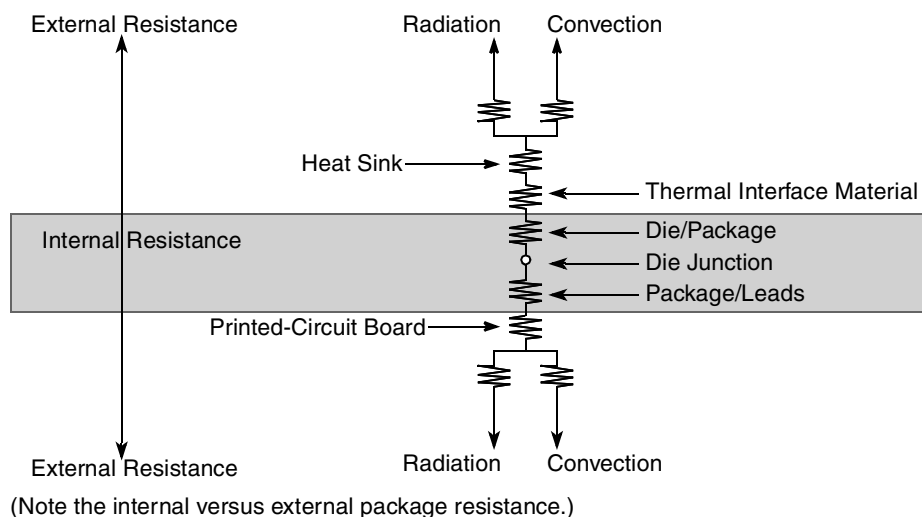 External Resistance
Radiation
Convection
Heat Sink
Thermal Interface Material
Internal Resistance
Die/Package
Die Junction
Package/Leads
Printed-Circuit Board
External Resistance
Radiation
Convection
(Note the internal versus external package resistance.)